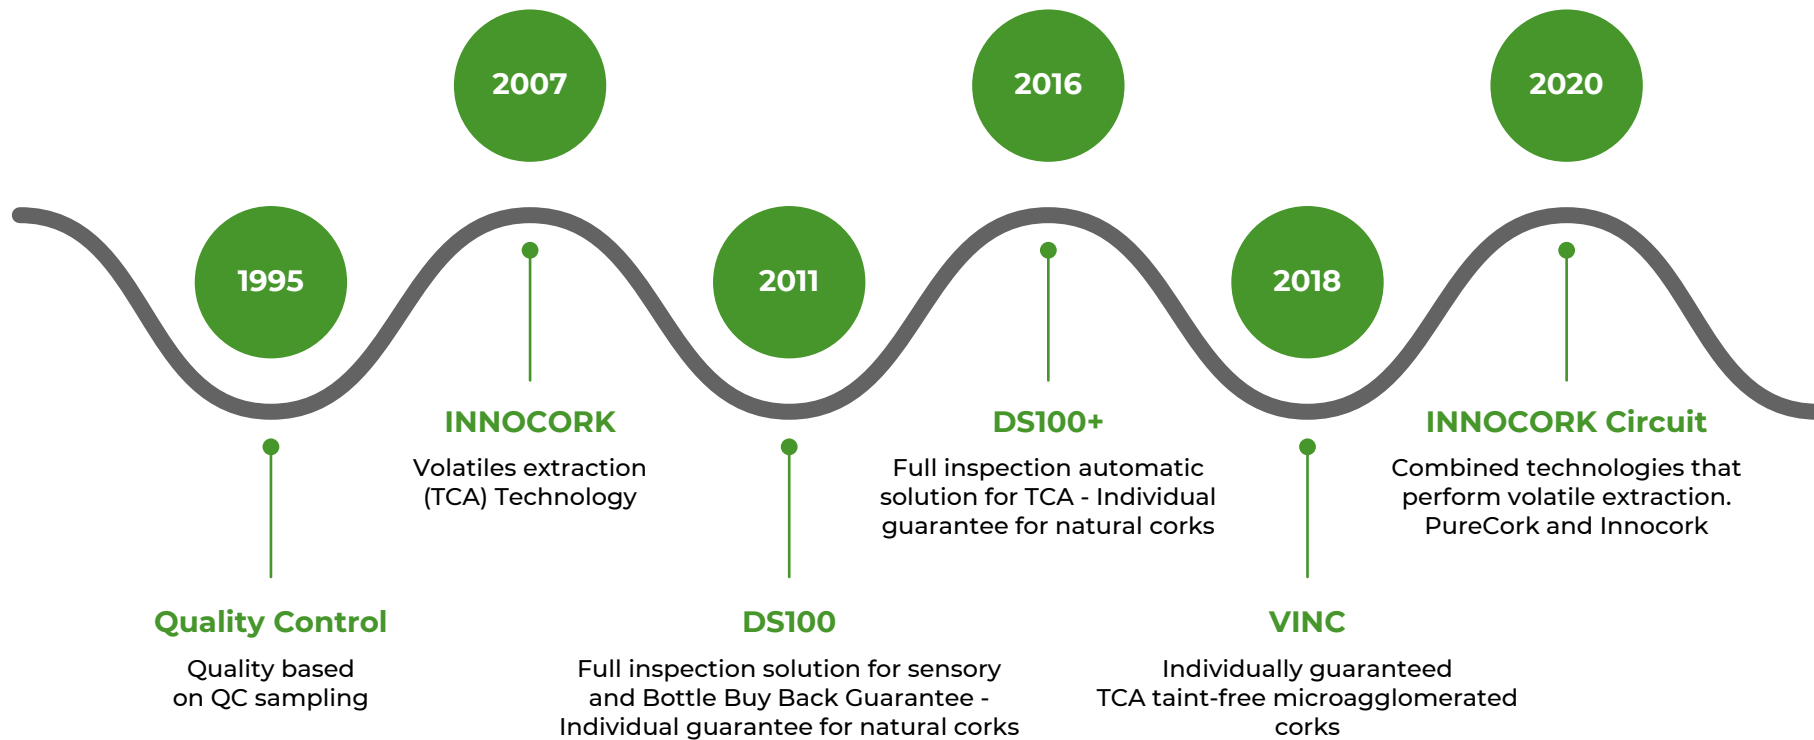 1995
Quality Control
Quality based
on QC sampling
2007
INNOCORK
Volatiles extraction
(TCA) Technology
2011
DS100
Full inspection solution for sensory
and Bottle Buy Back Guarantee -
Individual guarantee for natural corks
2016
DS100+
Full inspection automatic
solution for TCA - Individual
guarantee for natural corks
2018
VINC
Individually guaranteed
TCA taint-free microagglomerated
corks
2020
INNOCORK Circuit
Combined technologies that
perform volatile extraction.
PureCork and Innocork